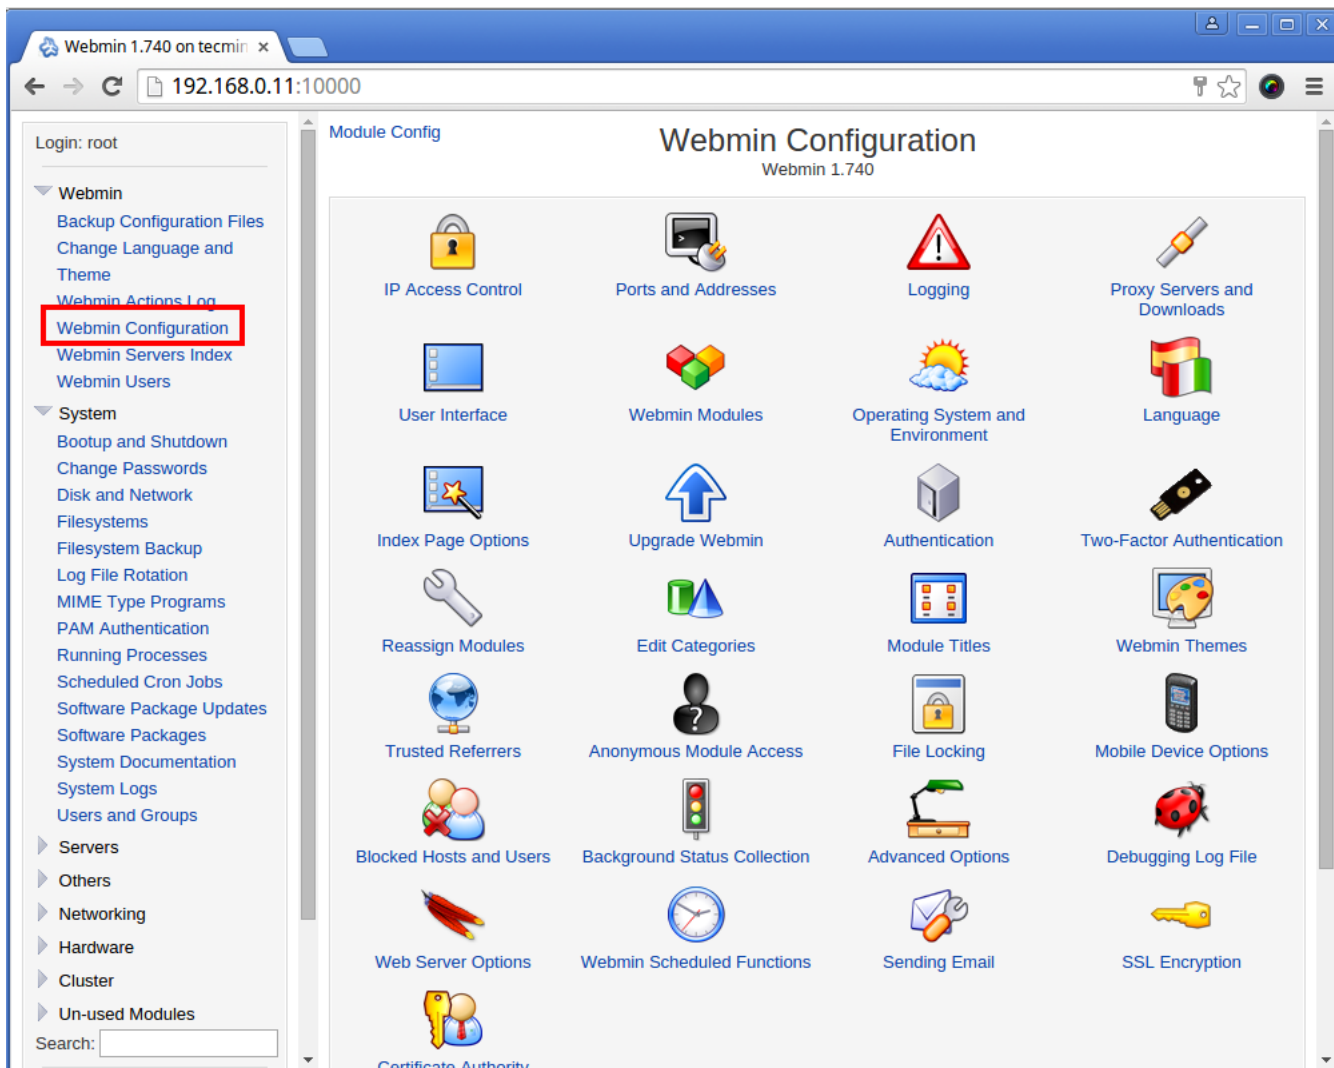 Webmin 1.740 on tecmin
192.168.0.11:10000
Login: root
Webmin
Backup Configuration Files
Change Language and
Theme
Webmin Actions Log
Webmin Configuration
Webmin Servers Index
Webmin Users
System
Bootup and Shutdown
Change Passwords
Disk and Network
Filesystems
Filesystem Backup
Log File Rotation
MIME Type Programs
PAM Authentication
Running Processes
Scheduled Cron Jobs
Software Package Updates
Software Packages
System Documentation
System Logs
Users and Groups
Servers
Others
Networking
Hardware
Cluster
Un-used Modules
Search:
Module Config
Webmin Configuration
Webmin 1.740
IP Access Control
Ports and Addresses
Logging
Proxy Servers and
Downloads
User Interface
Webmin Modules
Operating System and
Environment
Language
Index Page Options
Upgrade Webmin
Authentication
Two-Factor Authentication
Reassign Modules
Edit Categories
Module Titles
Webmin Themes
Trusted Referrers
Anonymous Module Access
File Locking
Mobile Device Options
Blocked Hosts and Users
Background Status Collection
Advanced Options
Debugging Log File
Web Server Options
Webmin Scheduled Functions
Sending Email
SSL Encryption
Certificate Authority